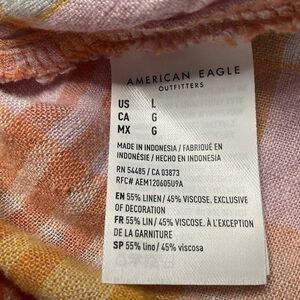 AMERICAN EAGLE
OUTFITTERS
US L
CA G
MX G
MADE IN INDONESIA / FABRIQUÉ EN
INDONÉSIE / HECHO EN INDONESIA
RN 54485 / CA 03873
RFC# AEM120605U9A
EN 55% LINEN / 45% VISCOSE. EXCLUSIVE
OF DECORATION
FR 55% LIN / 45% VISCOSE. À L'EXCEPTION
DE LA GARNITURE
SP 55% lino / 45% viscosa